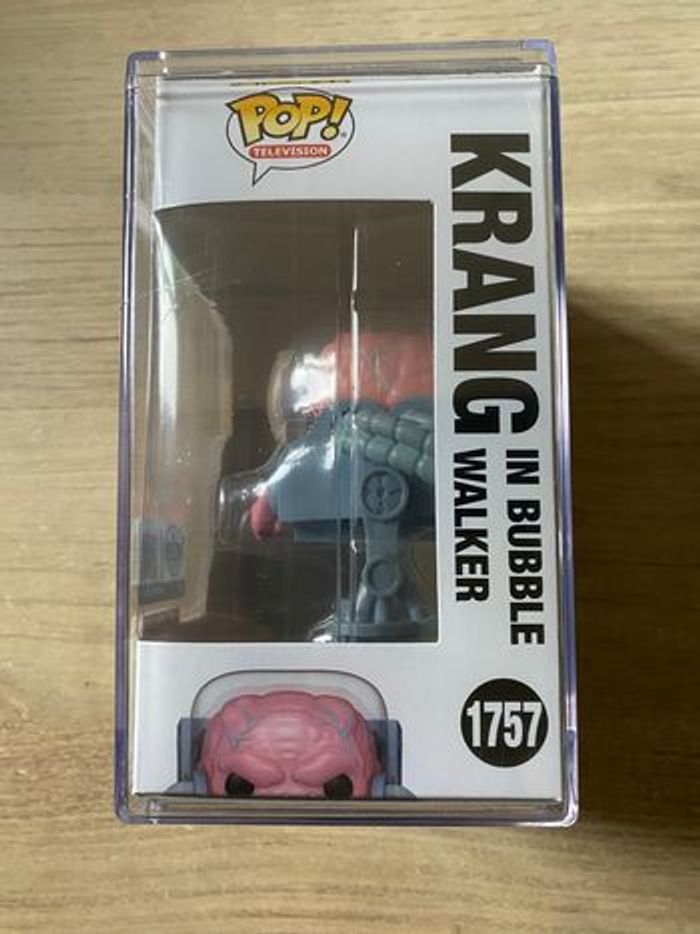 POP!
TELEVISION
KRANG
IN BUBBLE
WALKER
1757